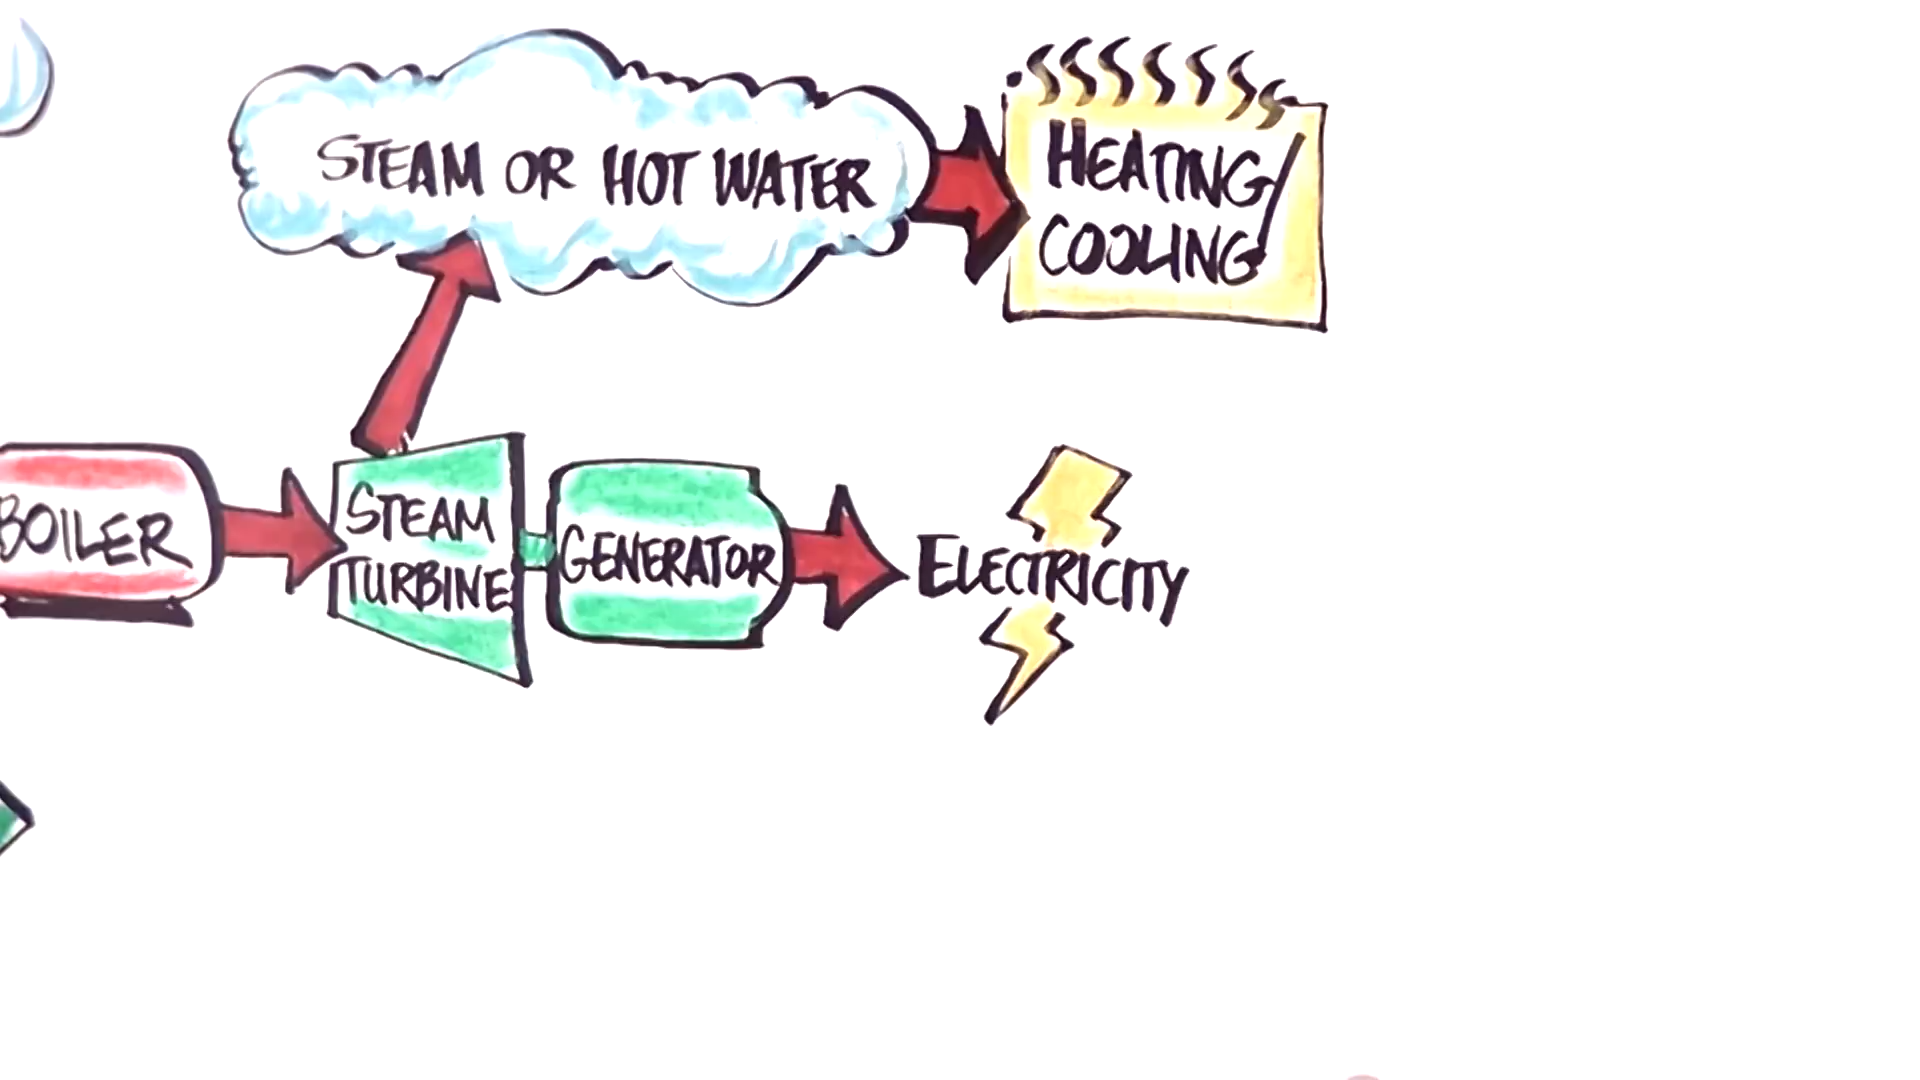 STEAM OR HOT WATER
HEATING/
COOLING
BOILER
STEAM
TURBINE
GENERATOR
ELECTRICITY